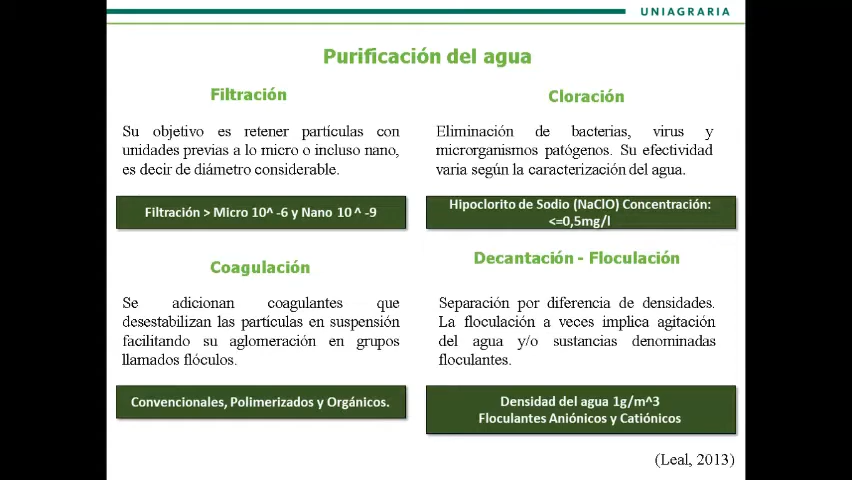 UNIAGRARIA
Purificación del agua
Filtración
Su objetivo es retener partículas con
unidades previas a lo micro o incluso nano,
es decir de diámetro considerable.
Filtración > Micro 10^ -6 y Nano 10 ^ -9
Cloración
Eliminación de bacterias, virus y
microrganismos patógenos. Su efectividad
varia según la caracterización del agua.
Hipoclorito de Sodio (NaClO) Concentración:
<=0,5mg/l
Coagulación
Se adicionan coagulantes que
desestabilizan las partículas en suspensión
facilitando su aglomeración en grupos
llamados flóculos.
Convencionales, Polimerizados y Orgánicos.
Decantación - Floculación
Separación por diferencia de densidades.
La floculación a veces implica agitación
del agua y/o sustancias denominadas
floculantes.
Densidad del agua 1g/m^3
Floculantes Aniónicos y Catiónicos
(Leal, 2013)